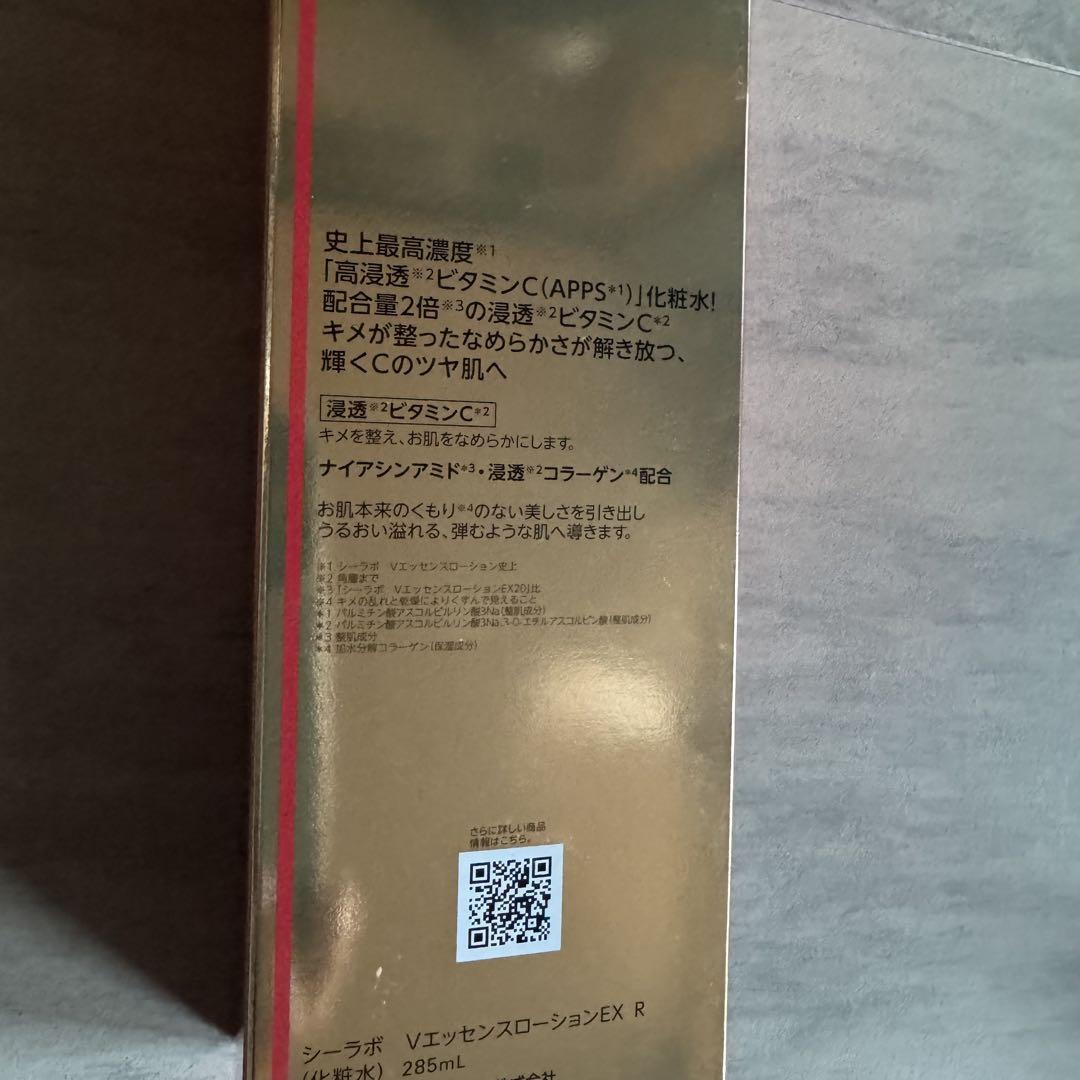 史上最高濃度※1
「高浸透※2ビタミンC(APPS*1)」化粧水!
配合量2倍※3の浸透※2ビタミンC*2
キメが整ったなめらかさが解き放つ、
輝くCのツヤ肌へ
浸透※2ビタミンC*2
キメを整え、お肌をなめらかにします。
ナイアシンアミド*3・浸透※2コラーゲン*4配合
お肌本来のくもり※4のない美しさを引き出し
うるおい溢れる、弾むような肌へ導きます。
※1 シーラボ Vエッセンスローション史上
※2 角層まで
※3「シーラボ VエッセンスローションEX20」比
※4 キメの乱れと乾燥によりくすんで見えること
*1 パルミチン酸アスコルビルリン酸3Na(整肌成分)
*2 パルミチン酸アスコルビルリン酸3Na、3-O-エチルアスコルビン酸(整肌成分)
*3 整肌成分
*4 加水分解コラーゲン(保湿成分)
さらに詳しい商品
情報はこちら。
シーラボ VエッセンスローションEX R
(化粧水) 285mL
株式会社